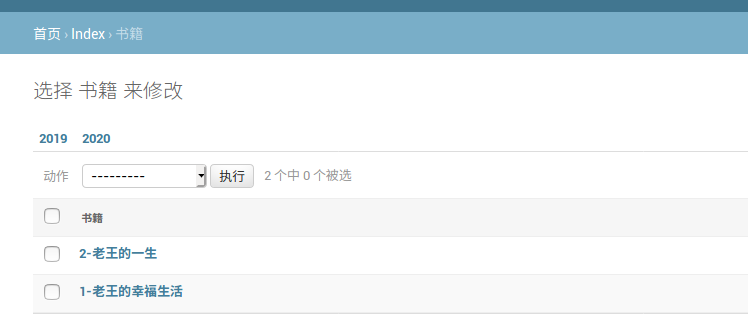 首页 › Index › 书籍
选择 书籍 来修改
2019 2020
动作 --------- 执行 2 个中 0 个被选
书籍
2-老王的一生
1-老王的幸福生活